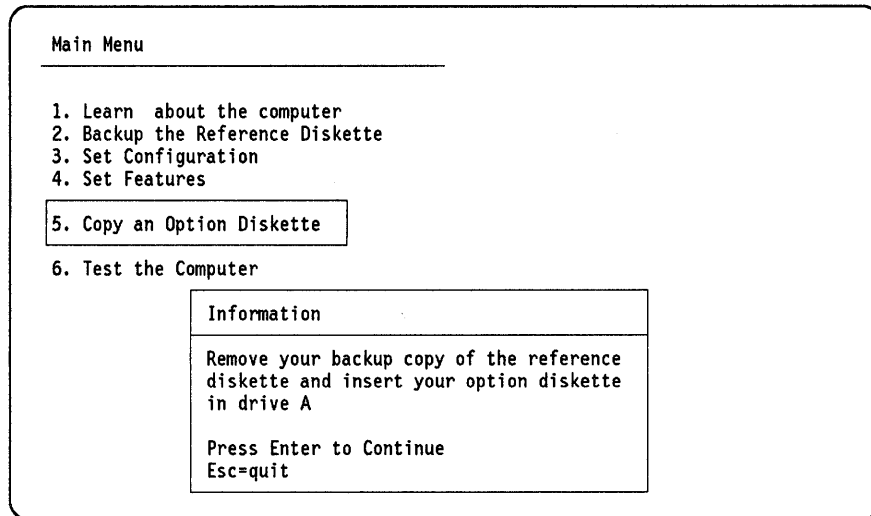 Main Menu
1. Learn  about the computer
2. Backup the Reference Diskette
3. Set Configuration
4. Set Features
5. Copy an Option Diskette
6. Test the Computer
Information
Remove your backup copy of the reference
diskette and insert your option diskette
in drive A
Press Enter to Continue
Esc=quit